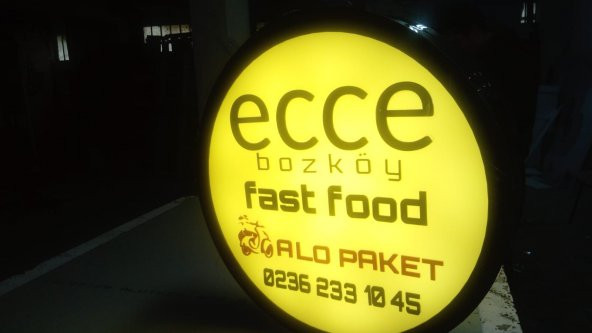 ecce
bozköy
fast food
ALO PAKET
0236 233 10 45